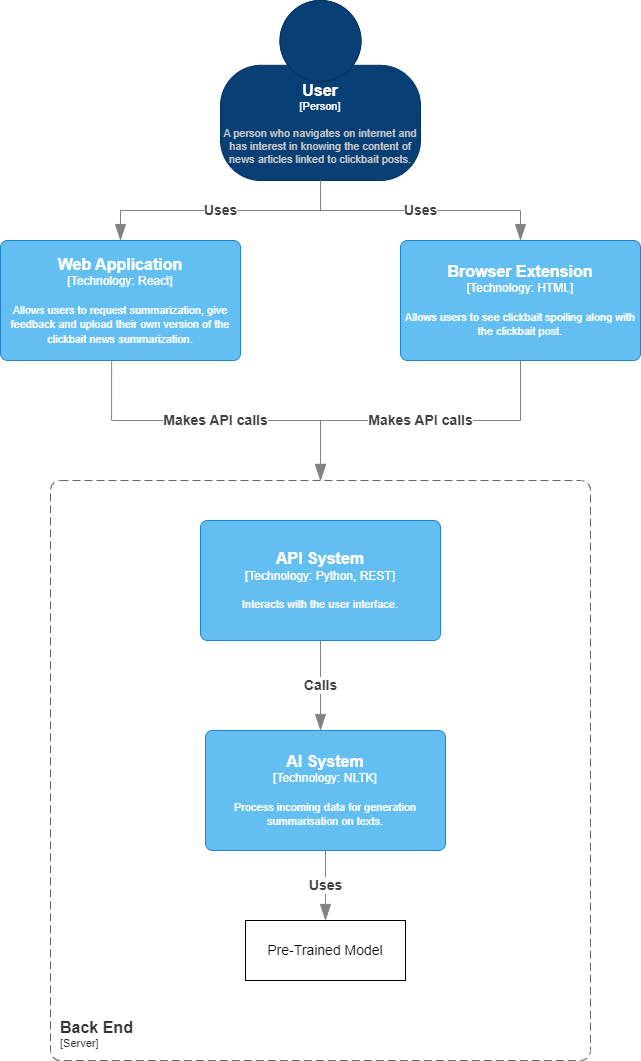 User
[Person]
A person who navigates on internet and
has interest in knowing the content of
news articles linked to clickbait posts.
Uses
Uses
Web Application
[Technology: React]
Allows users to request summarization, give
feedback and upload their own version of the
clickbait news summarization.
Browser Extension
[Technology: HTML]
Allows users to see clickbait spoiling along with
the clickbait post.
Makes API calls
Makes API calls
API System
[Technology: Python, REST]
Interacts with the user interface.
Calls
AI System
[Technology: NLTK]
Process incoming data for generation
summarisation on texts.
Uses
Pre-Trained Model
Back End
[Server]